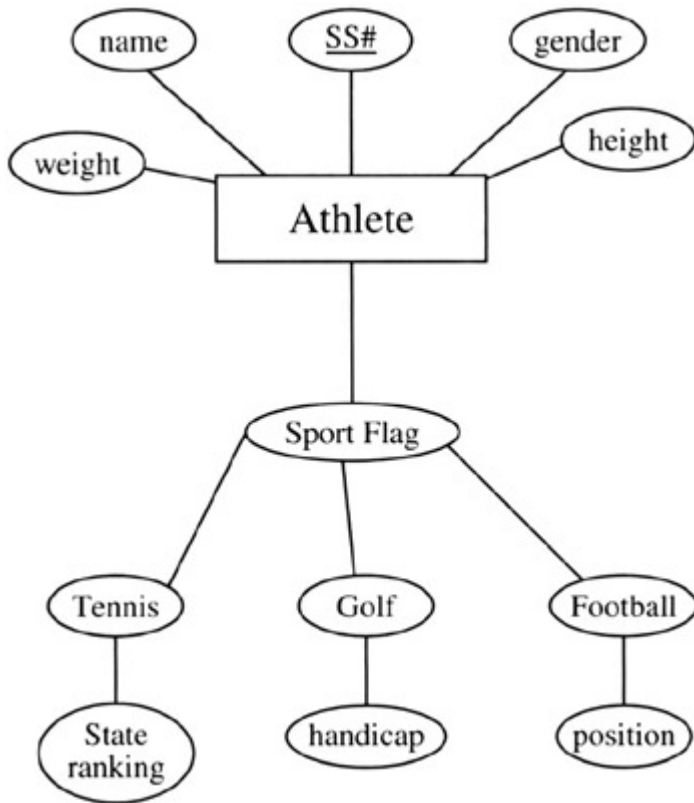 name
SS#
gender
weight
height
Athlete
Sport Flag
Tennis
Golf
Football
State
ranking
handicap
position